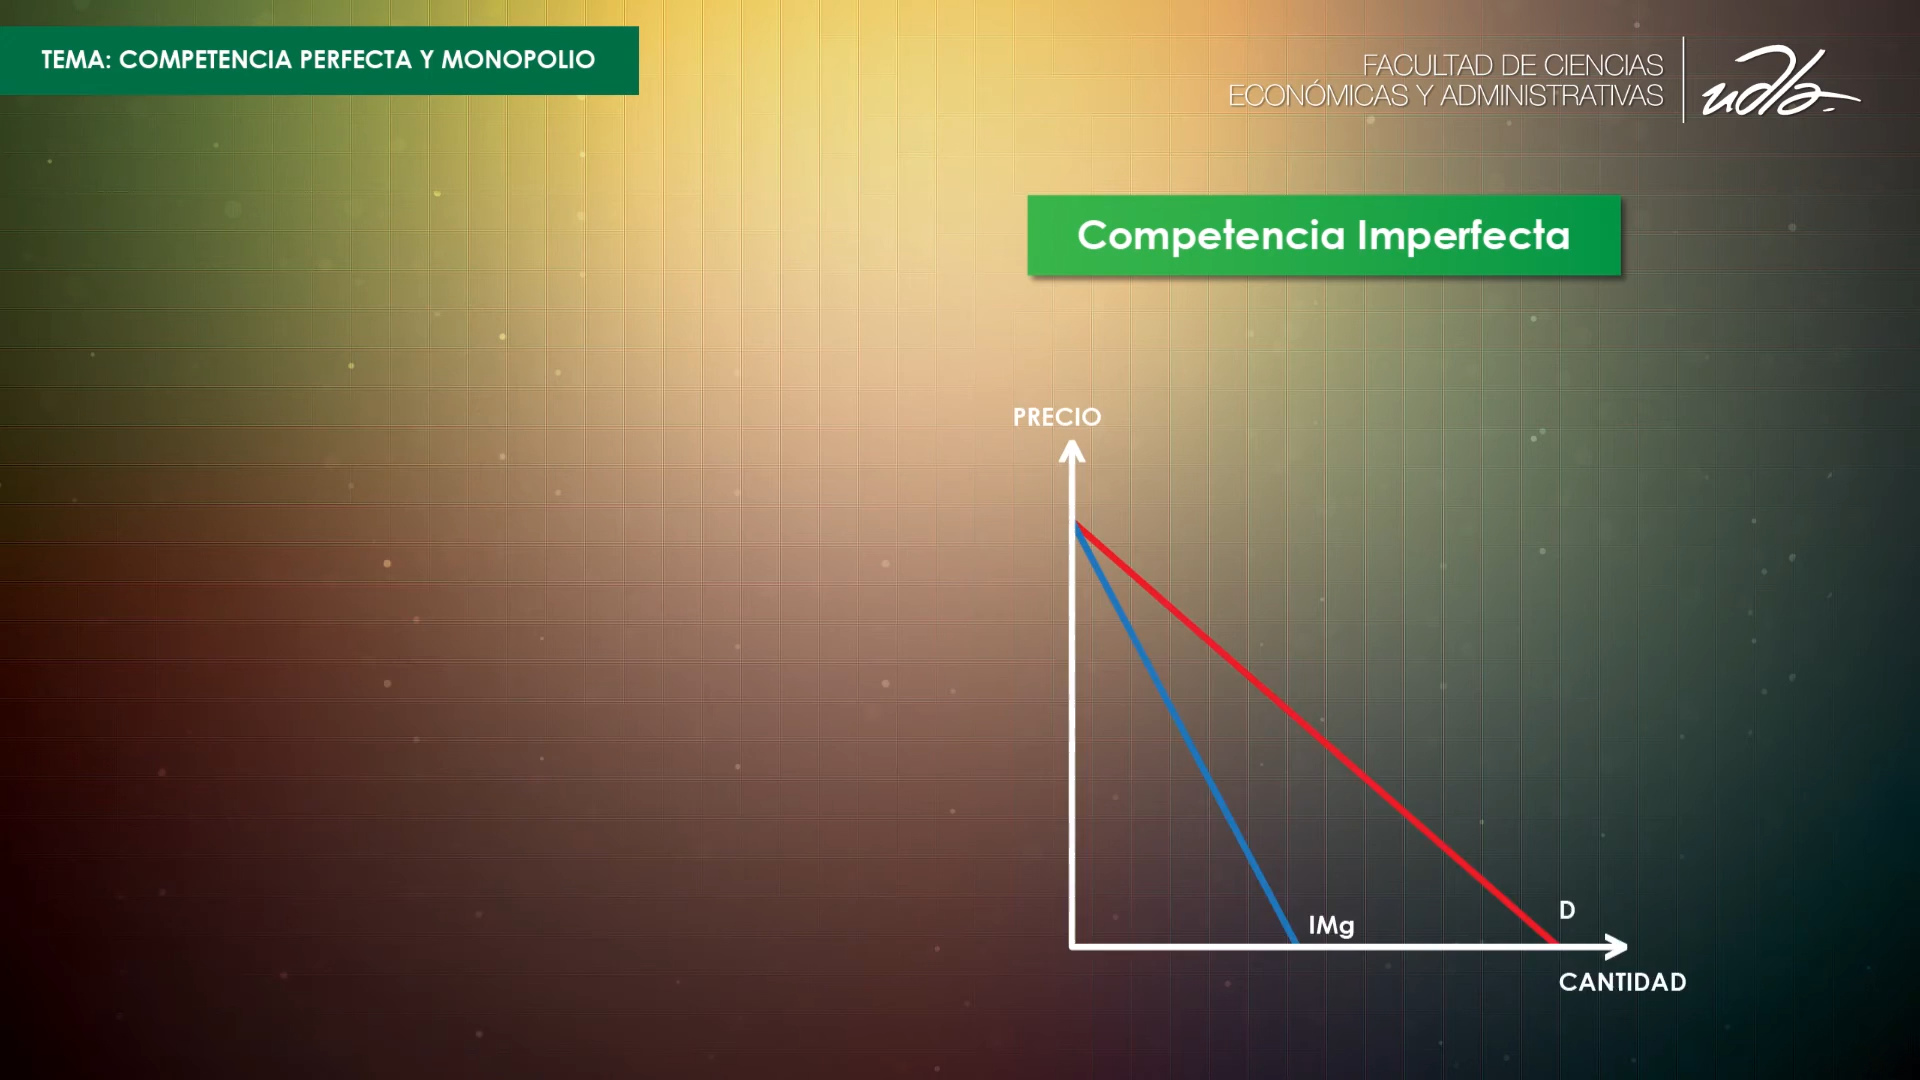 TEMA: COMPETENCIA PERFECTA Y MONOPOLIO
FACULTAD DE CIENCIAS
ECONÓMICAS Y ADMINISTRATIVAS
udla-
Competencia Imperfecta
PRECIO
IMg
D
CANTIDAD